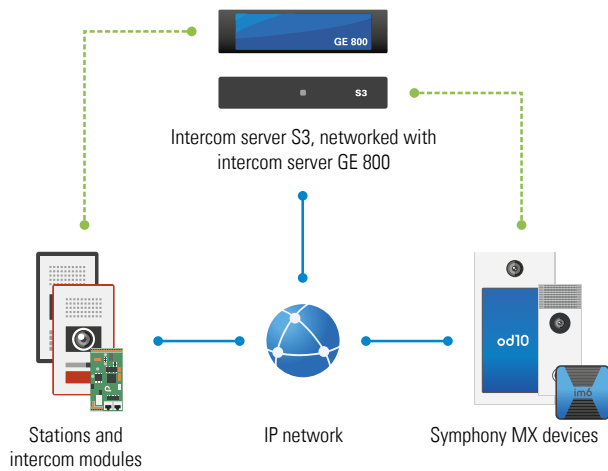 GE 800
S3
Intercom server S3, networked with
intercom server GE 800
od10
im6
Stations and
intercom modules
IP network
Symphony MX devices